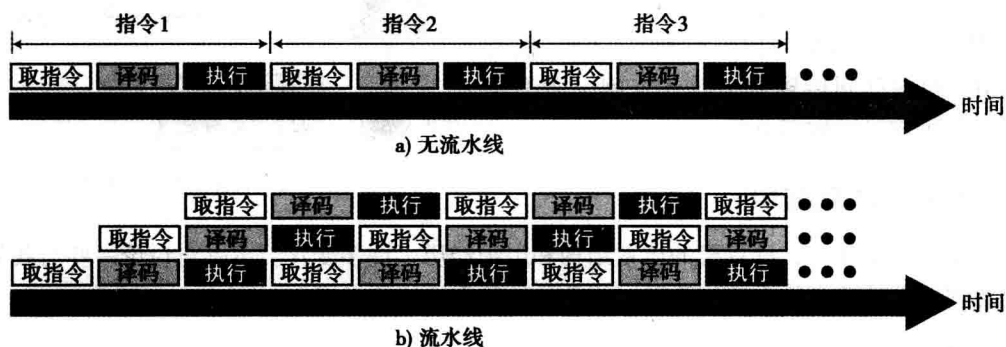 指令1 指令2 指令3
取指令 译码 执行 取指令 译码 执行 取指令 译码 执行
时间
a) 无流水线
取指令 译码 执行 取指令 译码 执行 取指令
取指令 译码 执行 取指令 译码 执行 取指令 译码
取指令 译码 执行 取指令 译码 执行 取指令 译码 执行
时间
b) 流水线